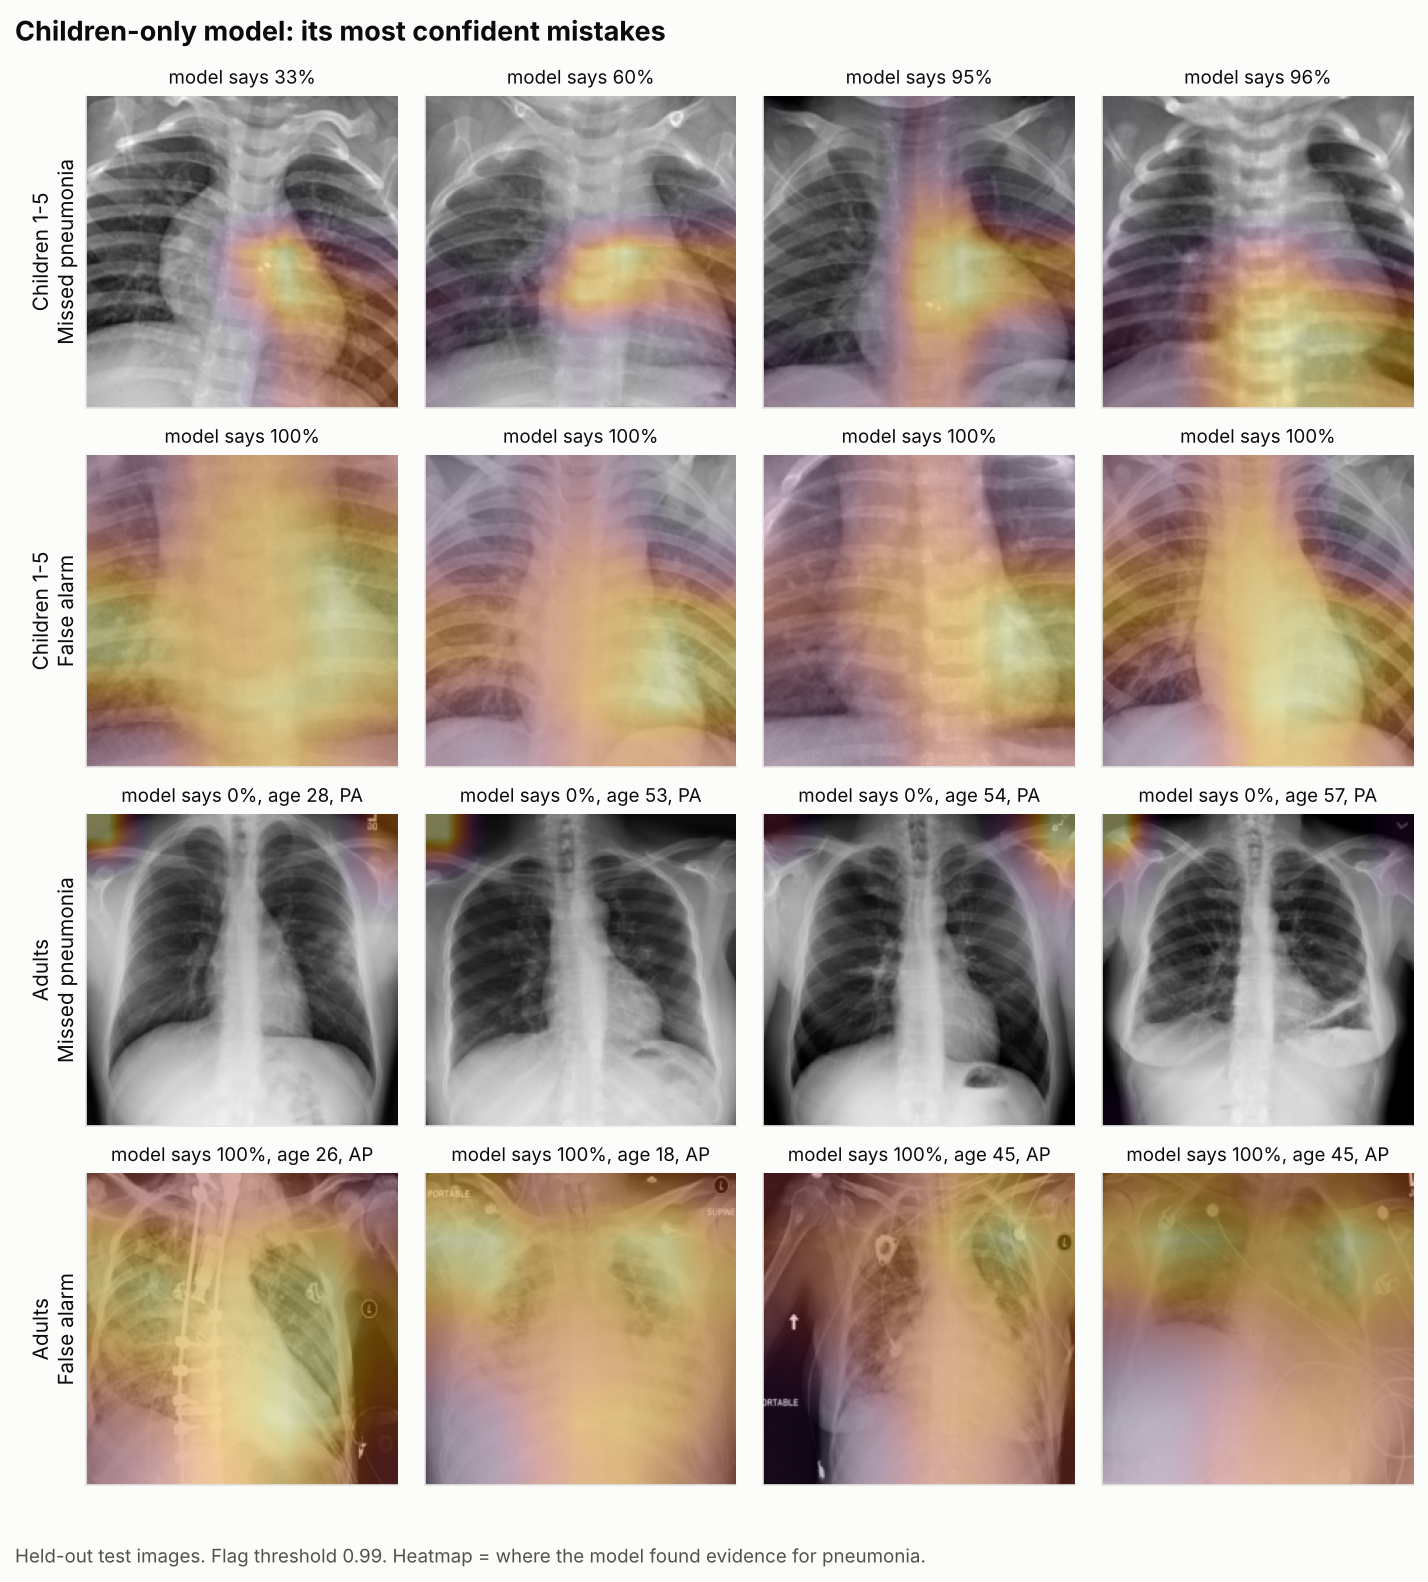 Children-only model: its most confident mistakes
model says 33%
model says 60%
model says 95%
model says 96%
Children 1-5
Missed pneumonia
model says 100%
model says 100%
model says 100%
model says 100%
Children 1-5
False alarm
model says 0%, age 28, PA
model says 0%, age 53, PA
model says 0%, age 54, PA
model says 0%, age 57, PA
Adults
Missed pneumonia
model says 100%, age 26, AP
model says 100%, age 18, AP
model says 100%, age 45, AP
model says 100%, age 45, AP
Adults
False alarm
L
PORTABLE
L
SUPINE
L
ORTABLE
Held-out test images. Flag threshold 0.99. Heatmap = where the model found evidence for pneumonia.